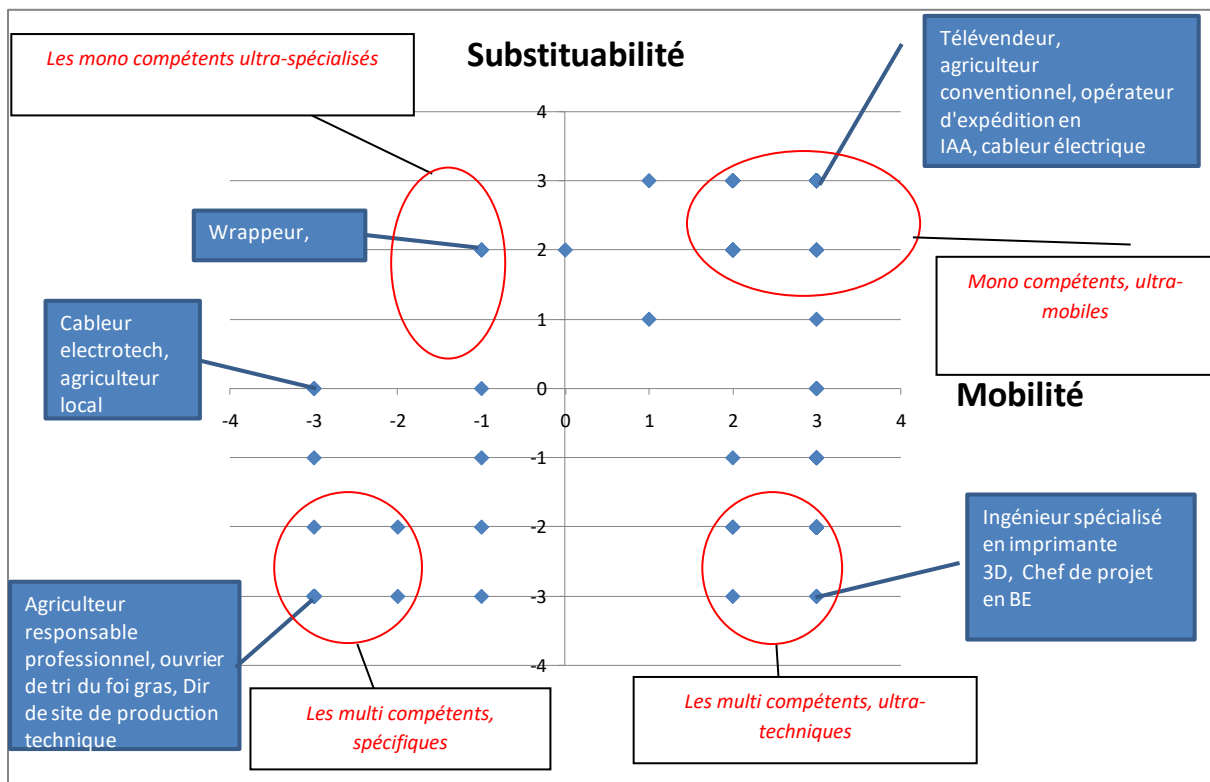 Les mono compétents ultra-spécialisés
Substituabilité
Télévendeur,
agriculteur
conventionnel, opérateur
d'expédition en
IAA, cableur électrique
Wrappeur,
Mono compétents, ultra-
mobiles
Cableur
electrotech,
agriculteur
local
Mobilité
4
3
2
1
0
-1
-2
-3
-4
-4 -3 -2 -1 0 1 2 3 4
Ingénieur spécialisé
en imprimante
3D, Chef de projet
en BE
Agriculteur
responsable
professionnel, ouvrier
de tri du foi gras, Dir
de site de production
technique
Les multi compétents,
spécifiques
Les multi compétents, ultra-
techniques